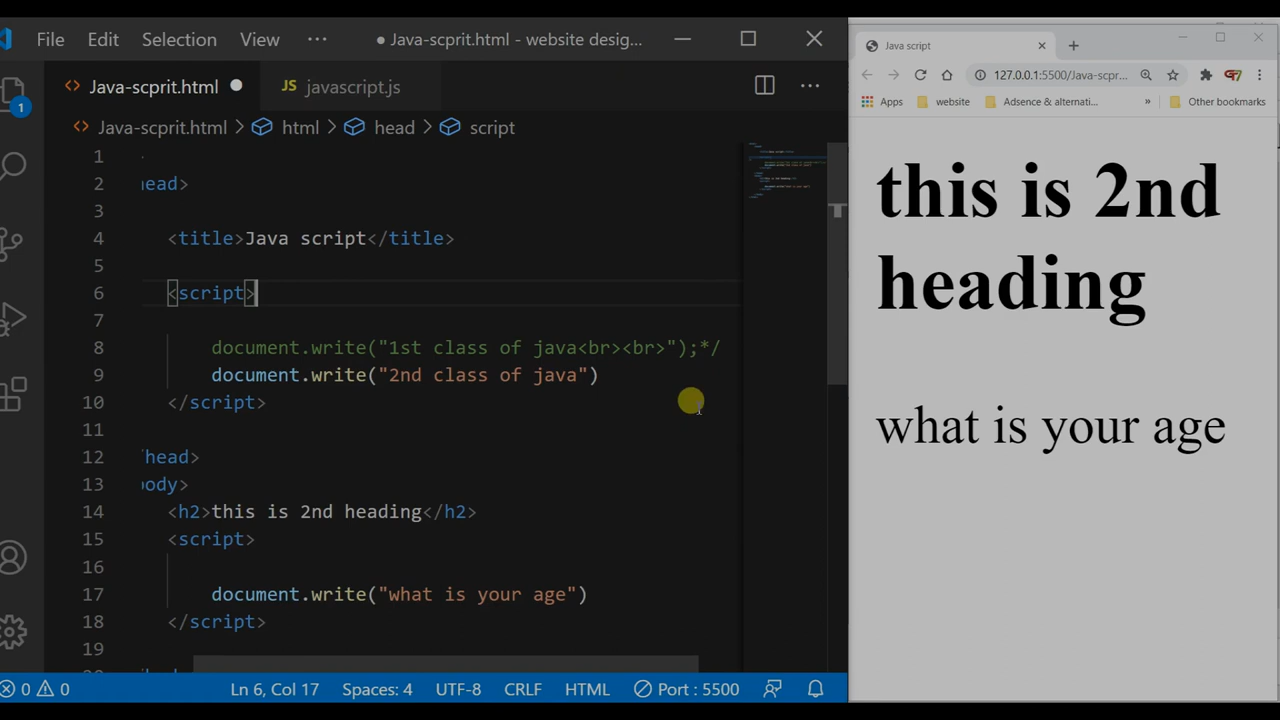 File Edit Selection View ··· ● Java-scprit.html - website desig...
Java-scprit.html ● JS javascript.js ···
Java-scprit.html > html > head > script
1
2 head>
3
4 <title>Java script</title>
5
6 <script>
7
8 document.write("1st class of java<br><br>");*/
9 document.write("2nd class of java")
10 </script>
11
12 head>
13 body>
14 <h2>this is 2nd heading</h2>
15 <script>
16
17 document.write("what is your age")
18 </script>
19
1
0 0 Ln 6, Col 17 Spaces: 4 UTF-8 CRLF HTML Port : 5500
Java script
127.0.0.1:5500/Java-scpr...
Apps website Adsence & alternati... » Other bookmarks
this is 2nd
heading
what is your age